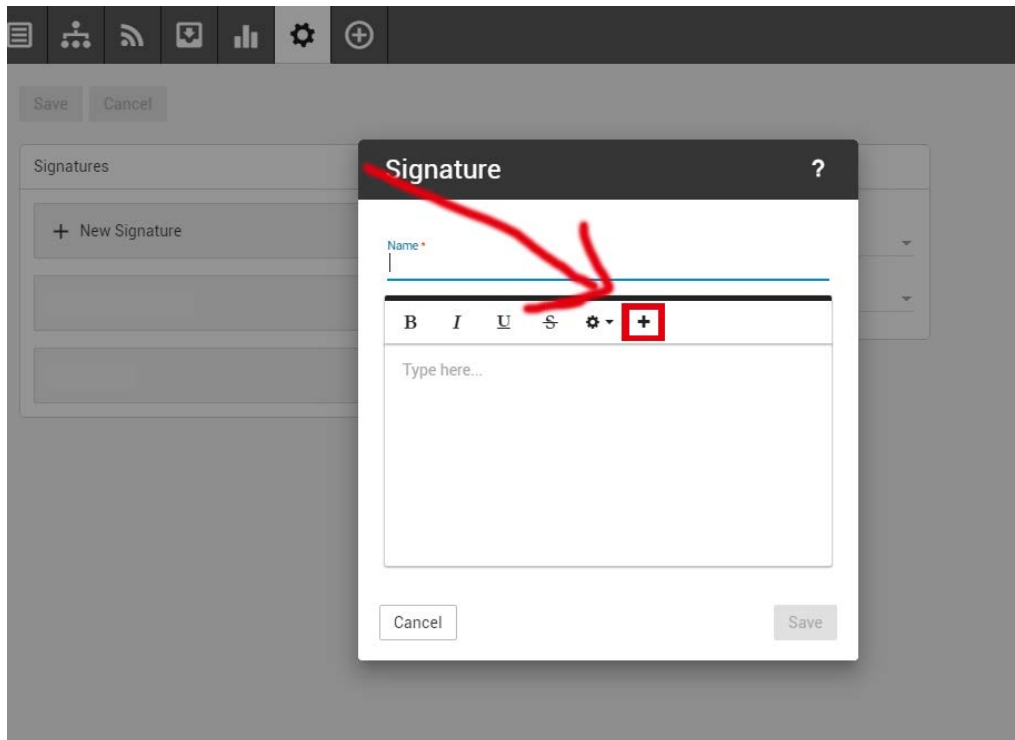 Save Cancel
Signatures
+ New Signature
Signature ?
Name *
B I U S
Type here...
Cancel Save